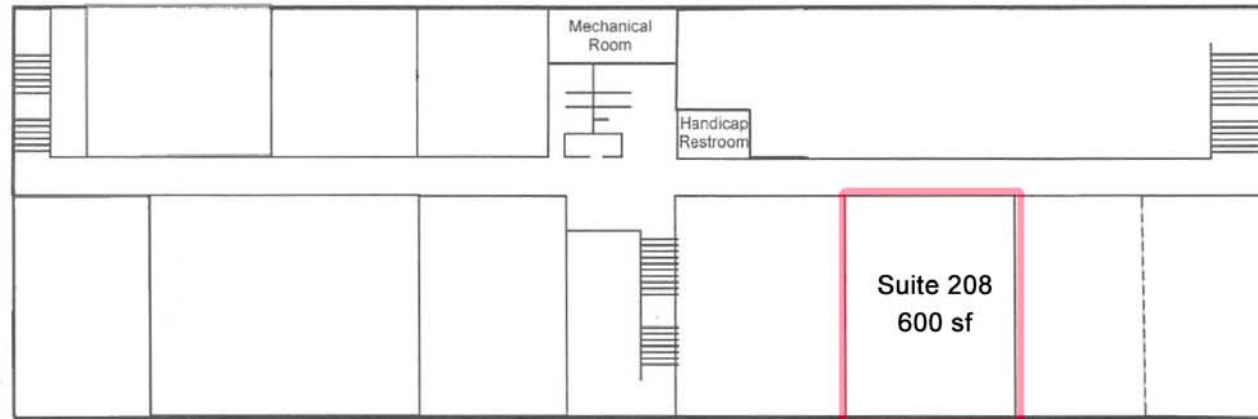 Mechanical
Room
Handicap
Restroom
Suite 208
600 sf